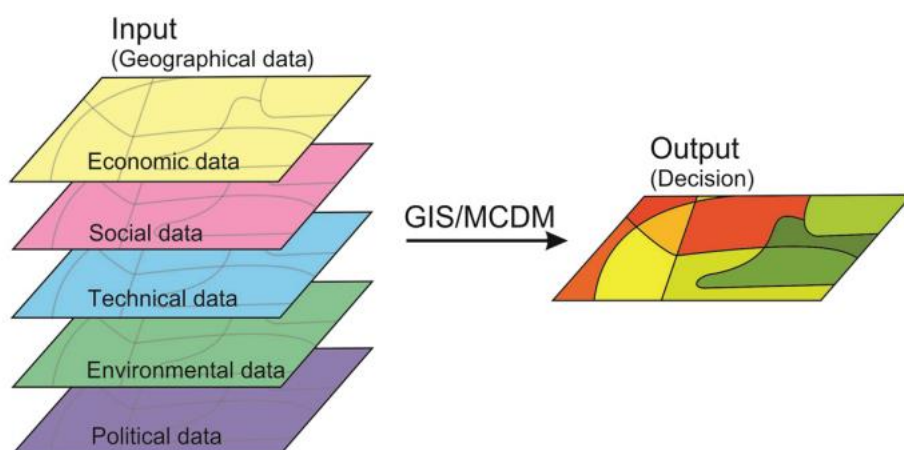 Input
(Geographical data)
Economic data
Social data
Technical data
Environmental data
Political data
GIS/MCDM
Output
(Decision)